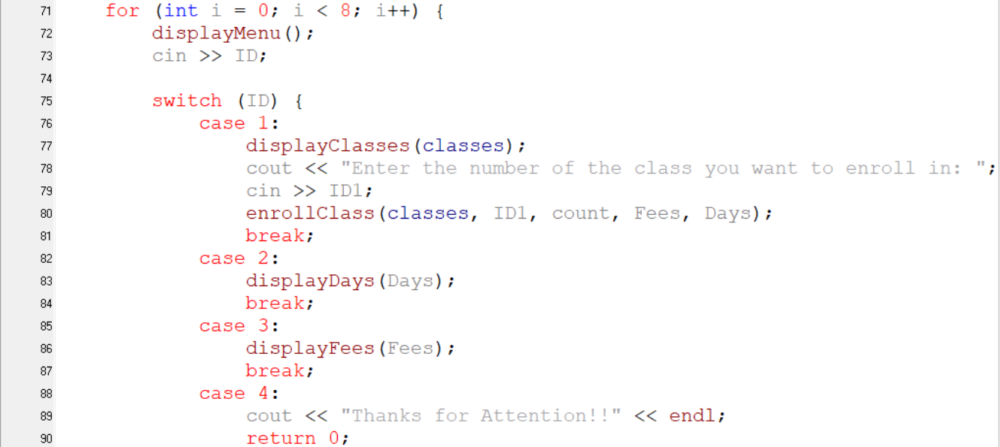 71    for (int i = 0; i < 8; i++) {
72        displayMenu();
73        cin >> ID;
74
75        switch (ID) {
76            case 1:
77                displayClasses(classes);
78                cout << "Enter the number of the class you want to enroll in: ";
79                cin >> ID1;
80                enrollClass(classes, ID1, count, Fees, Days);
81                break;
82            case 2:
83                displayDays(Days);
84                break;
85            case 3:
86                displayFees(Fees);
87                break;
88            case 4:
89                cout << "Thanks for Attention!!" << endl;
90                return 0;